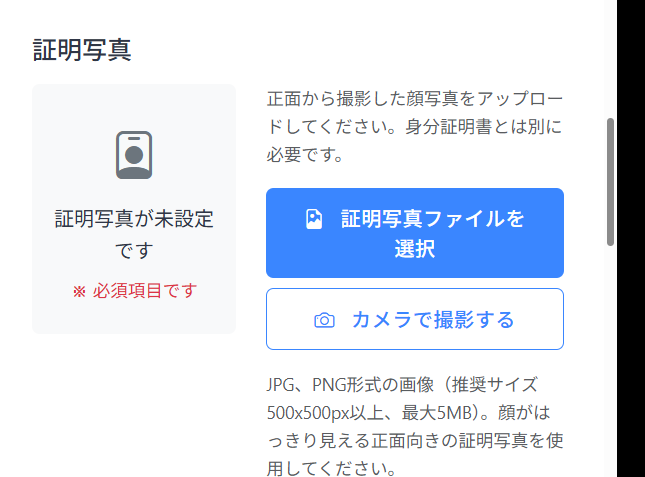 証明写真
証明写真が未設定
です
※ 必須項目です
正面から撮影した顔写真をアップロー
ドしてください。身分証明書とは別に
必要です。
証明写真ファイルを
選択
カメラで撮影する
JPG、PNG形式の画像（推奨サイズ
500x500px以上、最大5MB）。顔がは
っきり見える正面向きの証明写真を使
用してください。